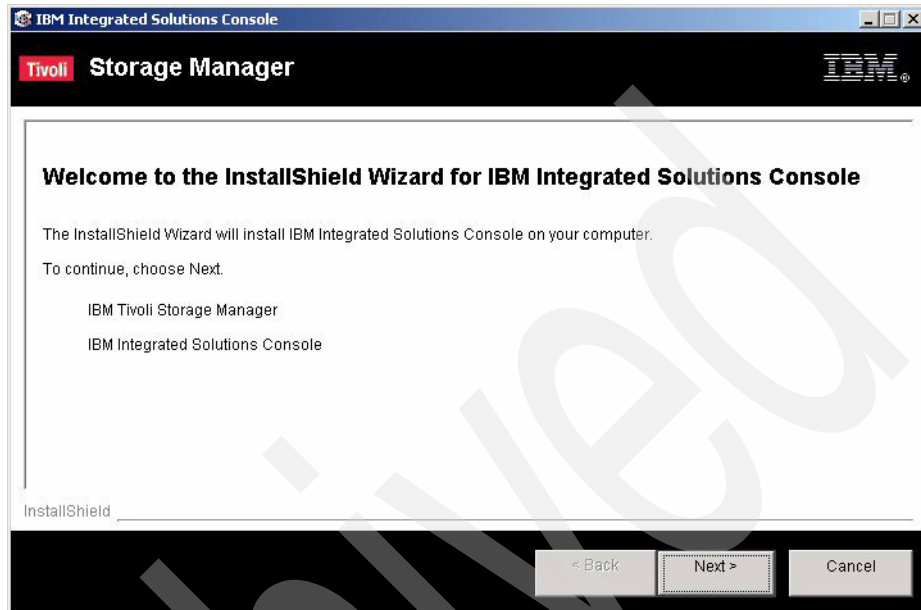 IBM Integrated Solutions Console
Tivoli Storage Manager
IBM®
Welcome to the InstallShield Wizard for IBM Integrated Solutions Console
The InstallShield Wizard will install IBM Integrated Solutions Console on your computer.
To continue, choose Next.
IBM Tivoli Storage Manager
IBM Integrated Solutions Console
InstallShield
< Back
Next >
Cancel
hived